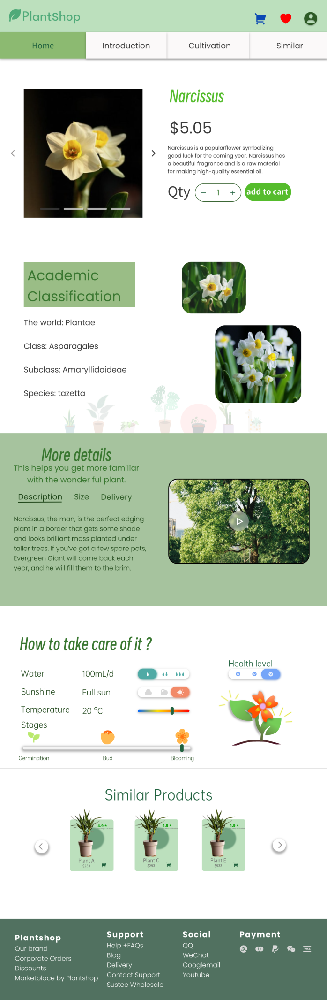 PlantShop
Home
Introduction
Cultivation
Similar
Narcissus
$5.05
Narcissus is a popularflower symbolizing
good luck for the coming year. Narcissus has
a beautiful fragrance and is a raw material
for making high-quality essential oil.
Qty
− 1 +
add to cart
Academic
Classification
The world: Plantae
Class: Asparagales
Subclass: Amaryllidoideae
Species: tazetta
More details
This helps you get more familiar
with the wonder ful plant.
Description
Size
Delivery
Narcissus, the man, is the perfect edging
plant in a border that gets some shade
and looks brilliant mass planted under
taller trees. If you've got a few spare pots,
Evergreen Giant will come back each
year, and he will fill them to the brim.
How to take care of it ?
Health level
Water
100mL/d
Sunshine
Full sun
Temperature
20 °C
Stages
Germination
Bud
Blooming
Similar Products
4.9
Plant A
$233
4.9
Plant C
$293
4.9
Plant E
$933
Plantshop
Our brand
Corporate Orders
Discounts
Marketplace by Plantshop
Support
Help +FAQs
Blog
Delivery
Contact Support
Sustee Wholesale
Social
QQ
WeChat
Googlemail
Youtube
Payment
VISA